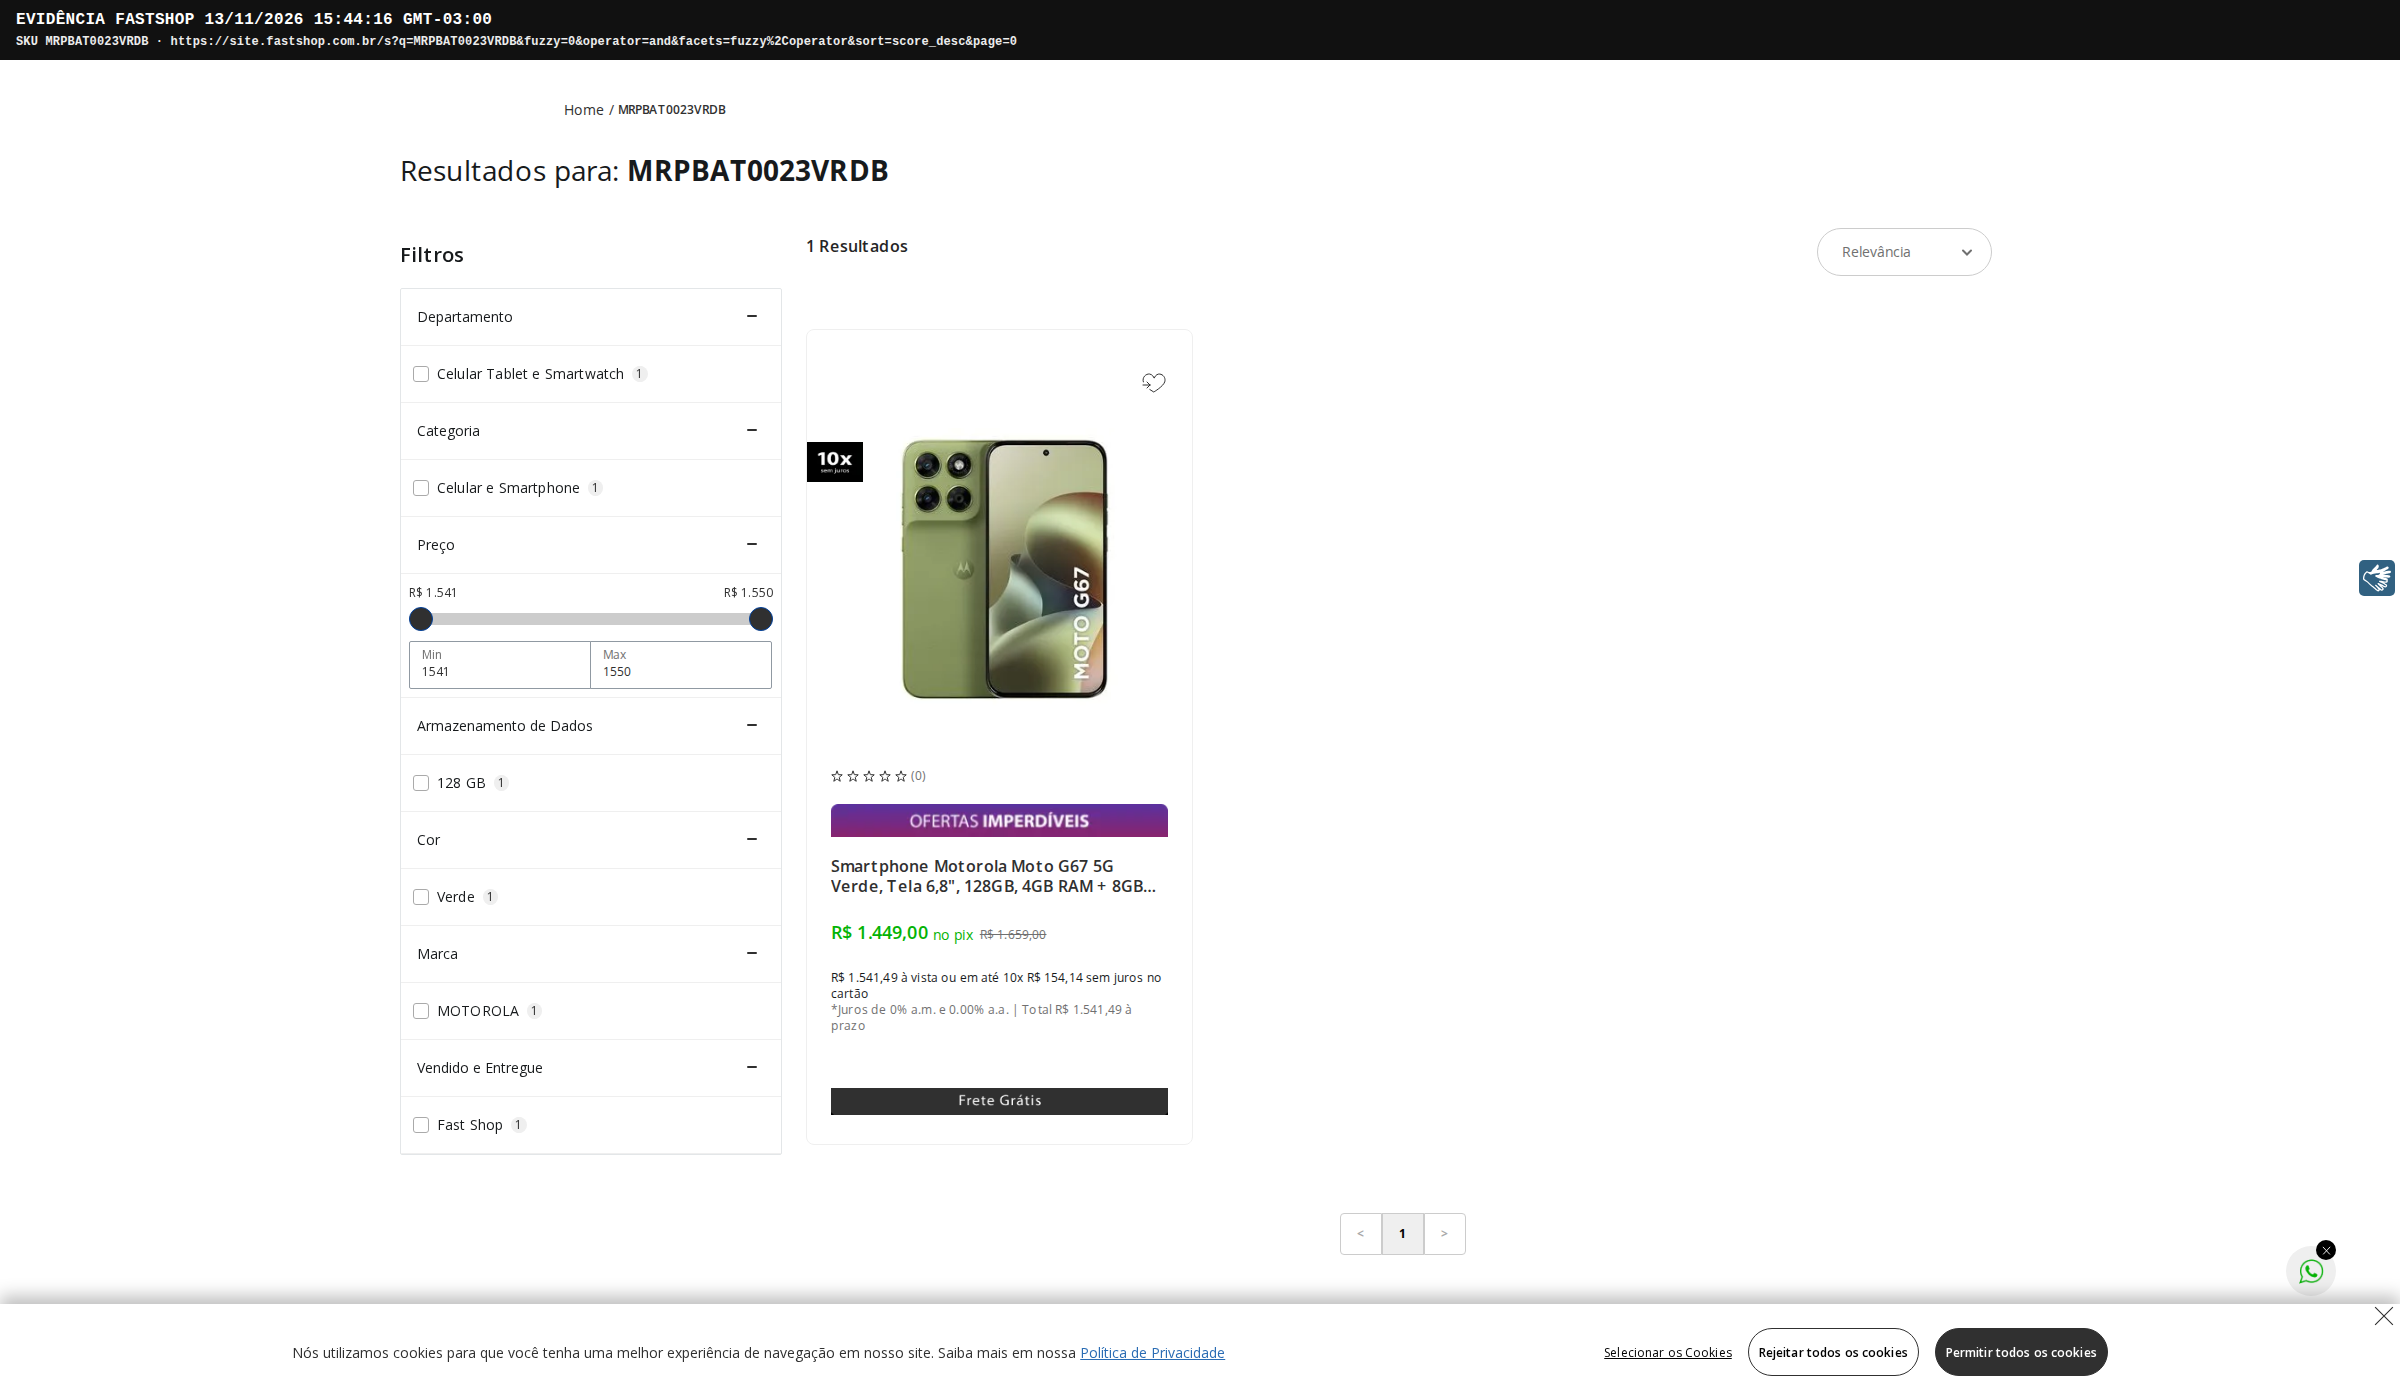 EVIDÊNCIA FASTSHOP 13/11/2026 15:44:16 GMT-03:00
SKU MRPBAT0023VRDB · https://site.fastshop.com.br/s?q=MRPBAT0023VRDB&fuzzy=0&operator=and&facets=fuzzy%2Coperator&sort=score_desc&page=0
Home / MRPBAT0023VRDB
Resultados para: MRPBAT0023VRDB
Filtros
1 Resultados
Relevância
Departamento
Celular Tablet e Smartwatch 1
Categoria
Celular e Smartphone 1
Preço
R$ 1.541 R$ 1.550
Min Max
1541 1550
Armazenamento de Dados
128 GB 1
Cor
Verde 1
Marca
MOTOROLA 1
Vendido e Entregue
Fast Shop 1
10x
sem juros
MOTO G67
(0)
OFERTAS IMPERDÍVEIS
Smartphone Motorola Moto G67 5G
Verde, Tela 6,8", 128GB, 4GB RAM + 8GB...
R$ 1.449,00 no pix R$ 1.659,00
R$ 1.541,49 à vista ou em até 10x R$ 154,14 sem juros no
cartão
*Juros de 0% a.m. e 0.00% a.a. | Total R$ 1.541,49 à
prazo
Frete Grátis
< 1 >
Nós utilizamos cookies para que você tenha uma melhor experiência de navegação em nosso site. Saiba mais em nossa Política de Privacidade
Selecionar os Cookies
Rejeitar todos os cookies
Permitir todos os cookies